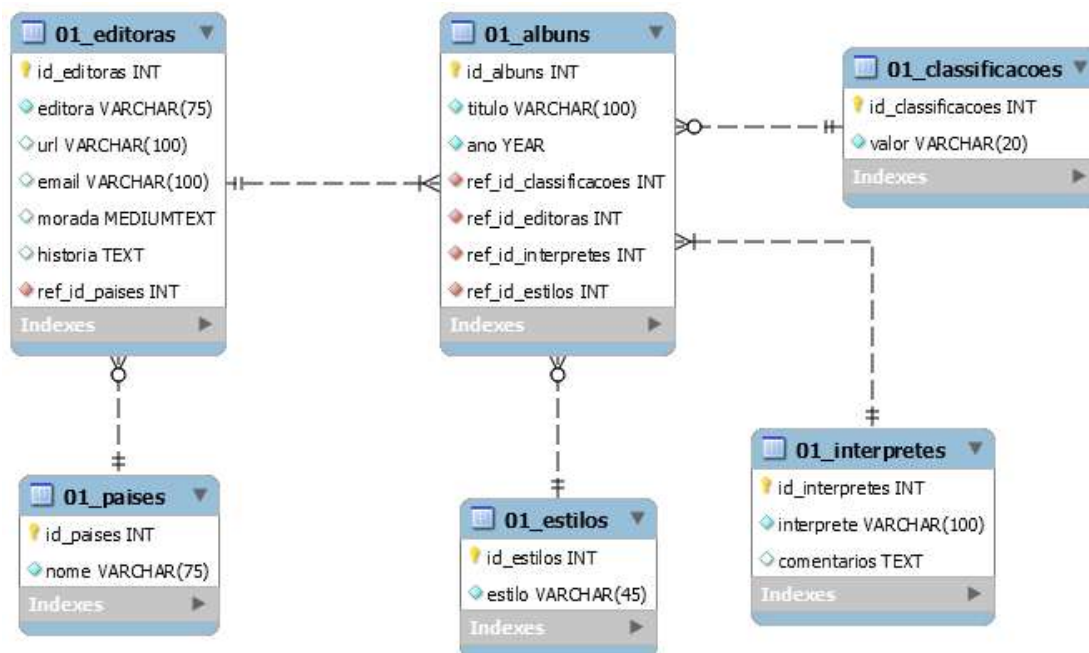 01_editoras
id_editoras INT
editora VARCHAR(75)
url VARCHAR(100)
email VARCHAR(100)
morada MEDIUMTEXT
historia TEXT
ref_id_paises INT
Indexes
01_albuns
id_albuns INT
titulo VARCHAR(100)
ano YEAR
ref_id_classificacoes INT
ref_id_editoras INT
ref_id_interpretes INT
ref_id_estilos INT
Indexes
01_classificacoes
id_classificacoes INT
valor VARCHAR(20)
Indexes
01_paises
id_paises INT
nome VARCHAR(75)
Indexes
01_estilos
id_estilos INT
estilo VARCHAR(45)
Indexes
01_interpretes
id_interpretes INT
interprete VARCHAR(100)
comentarios TEXT
Indexes